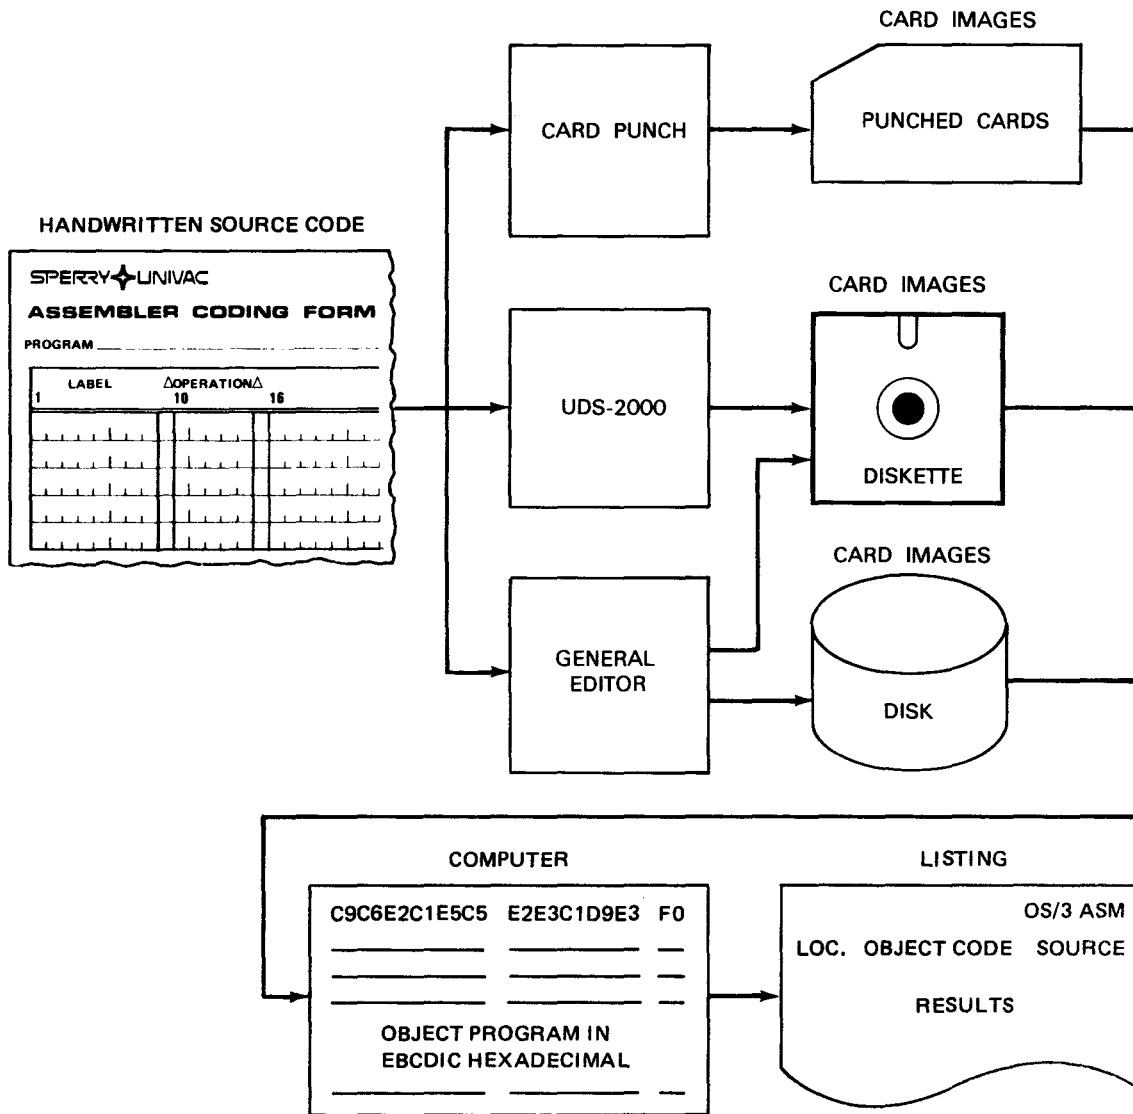 CARD IMAGES
CARD PUNCH
PUNCHED CARDS
HANDWRITTEN SOURCE CODE
SPERRY UNIVAC
ASSEMBLER CODING FORM
PROGRAM
LABEL ΔOPERATIONΔ
1 10 16
CARD IMAGES
UDS-2000
DISKETTE
CARD IMAGES
GENERAL
EDITOR
DISK
COMPUTER
C9C6E2C1E5C5 E2E3C1D9E3 F0
OBJECT PROGRAM IN
EBCDIC HEXADECIMAL
LISTING
OS/3 ASM
LOC. OBJECT CODE SOURCE
RESULTS